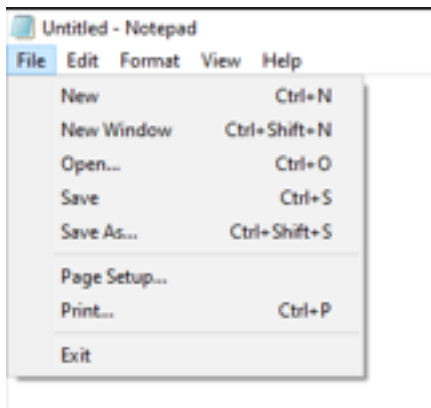 Untitled - Notepad
File Edit Format View Help
New Ctrl+N
New Window Ctrl+Shift+N
Open... Ctrl+O
Save Ctrl+S
Save As... Ctrl+Shift+S
Page Setup...
Print... Ctrl+P
Exit